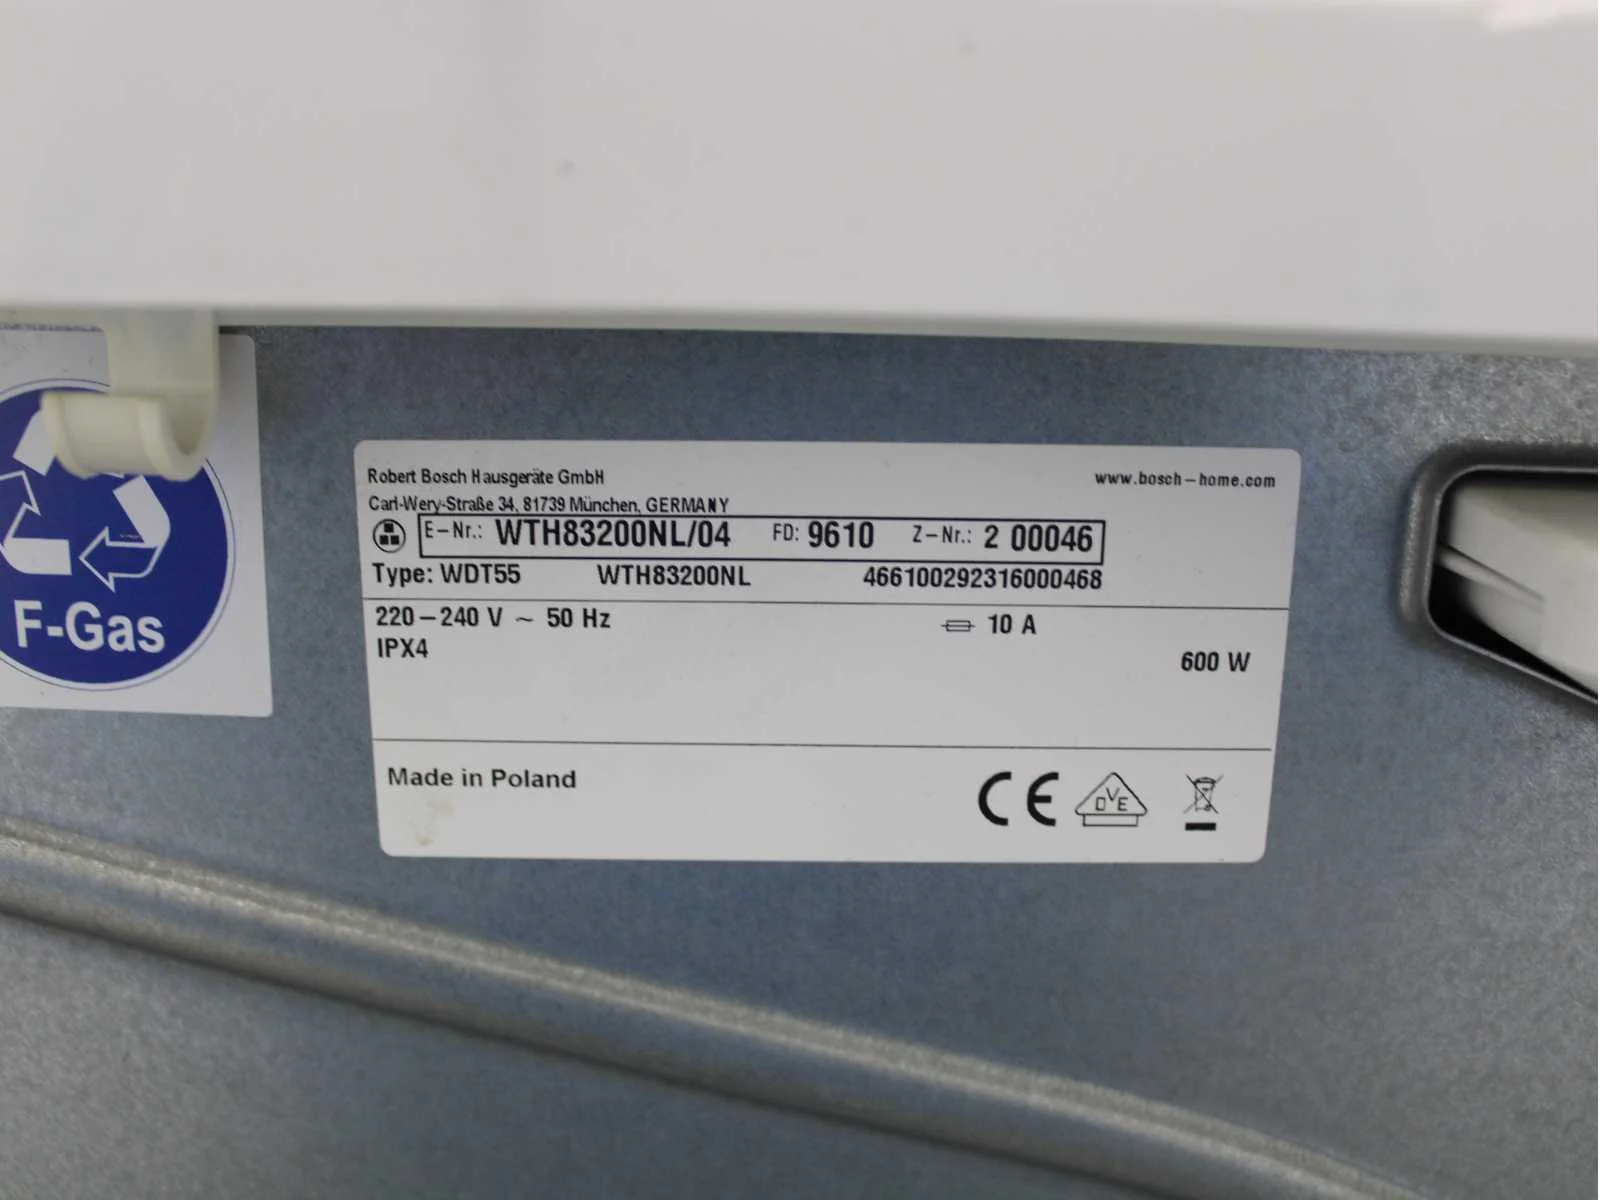 Robert Bosch Hausgeräte GmbH
www.bosch-home.com
Carl-Wery-Straße 34, 81739 München, GERMANY
E-Nr.: WTH83200NL/04 FD: 9610 Z-Nr.: 2 00046
Type: WDT55 WTH83200NL 466100292316000468
220-240 V ~ 50 Hz 10 A
IPX4
600 W
Made in Poland
CE DVE
F-Gas